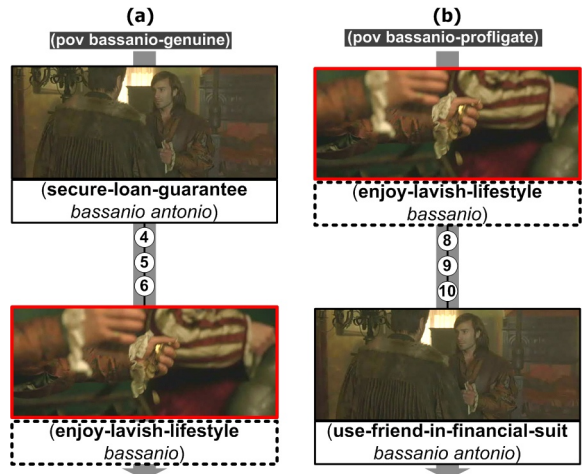 (a)
(pov bassanio-genuine)
(secure-loan-guarantee
bassanio antonio)
4
5
6
(enjoy-lavish-lifestyle
bassanio)
(b)
(pov bassanio-profligate)
(enjoy-lavish-lifestyle
bassanio)
8
9
10
(use-friend-in-financial-suit
bassanio antonio)